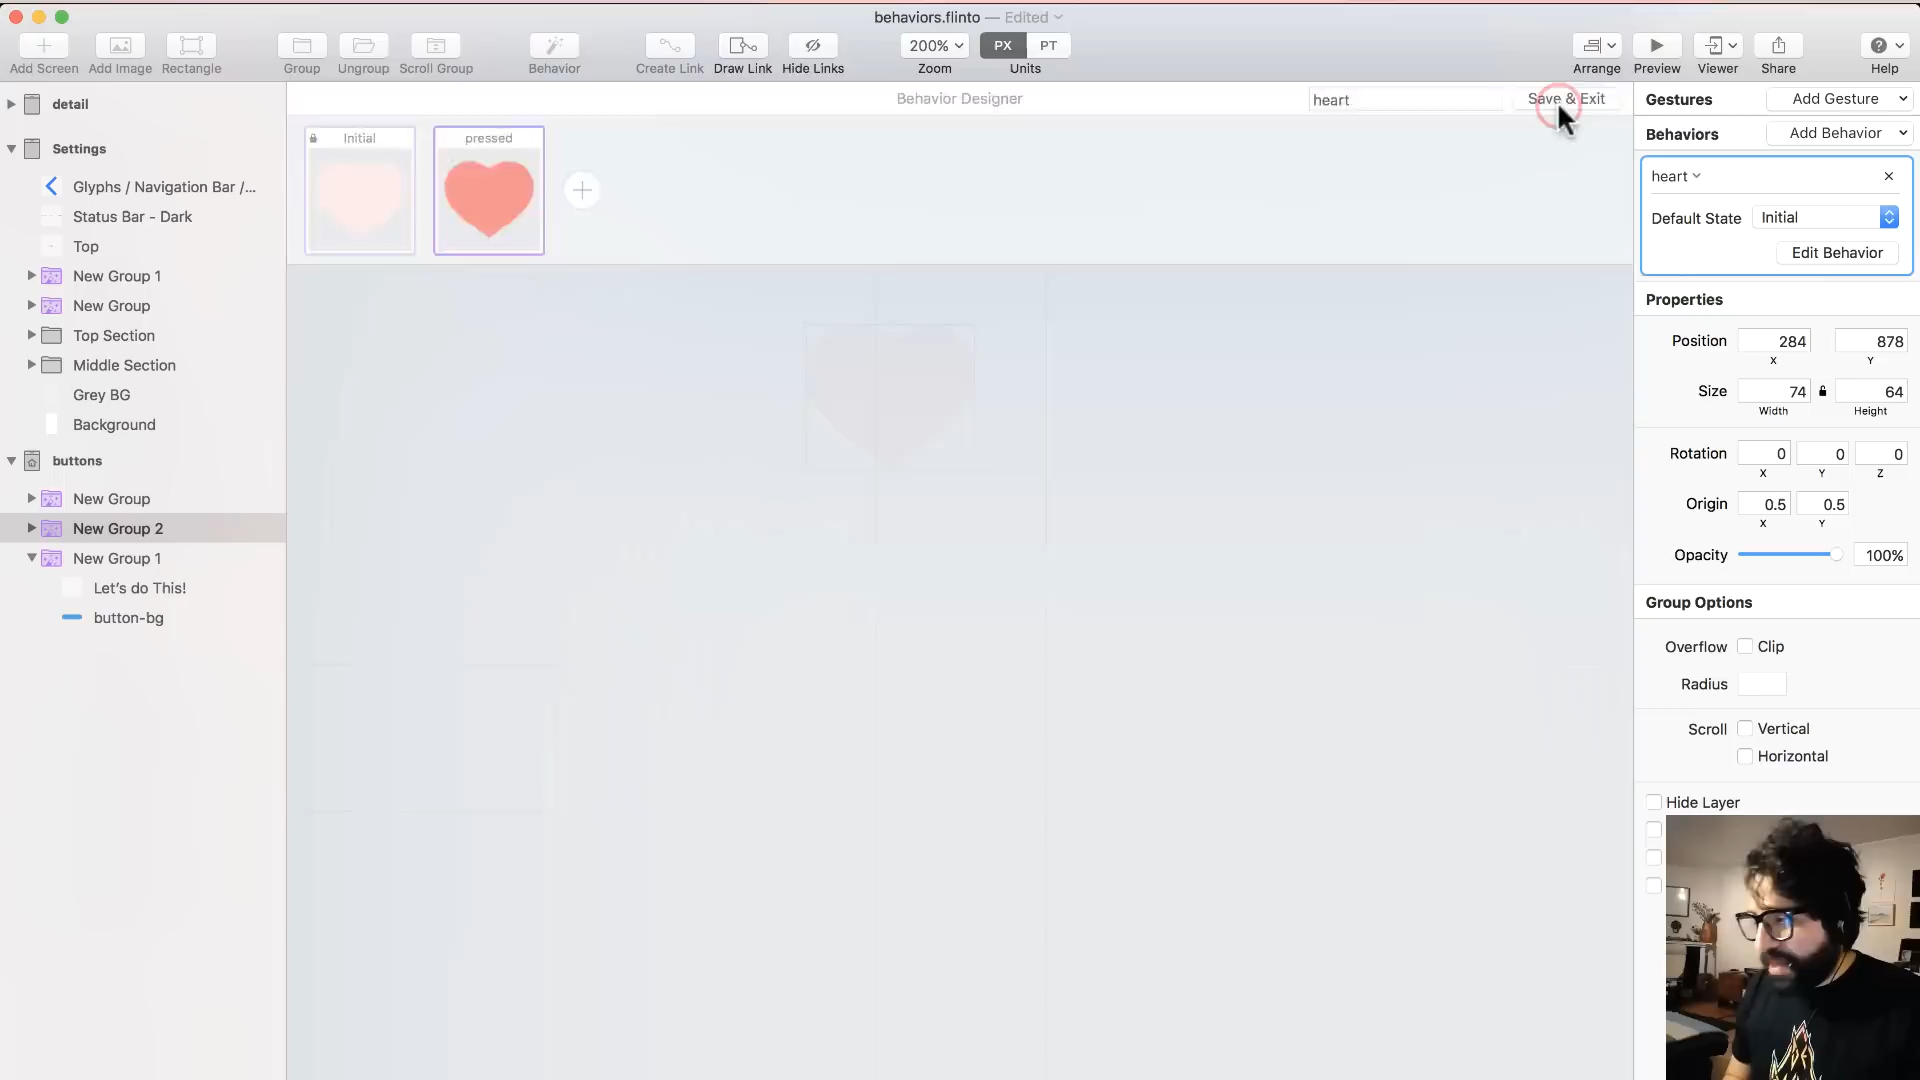 behaviors.flinto — Edited
Add Screen Add Image Rectangle Group Ungroup Scroll Group Behavior Create Link Draw Link Hide Links 200% Zoom PX PT Units Arrange Preview Viewer Share Help
Behavior Designer
heart
Save & Exit
Initial
pressed
detail
Settings
Glyphs / Navigation Bar /...
Status Bar - Dark
Top
New Group 1
New Group
Top Section
Middle Section
Grey BG
Background
buttons
New Group
New Group 2
New Group 1
Let's do This!
button-bg
Gestures Add Gesture
Behaviors Add Behavior
heart
Default State Initial
Edit Behavior
Properties
Position 284 878
X Y
Size 74 64
Width Height
Rotation 0 0 0
X Y Z
Origin 0.5 0.5
X Y
Opacity 100%
Group Options
Overflow Clip
Radius
Scroll Vertical
Horizontal
Hide Layer